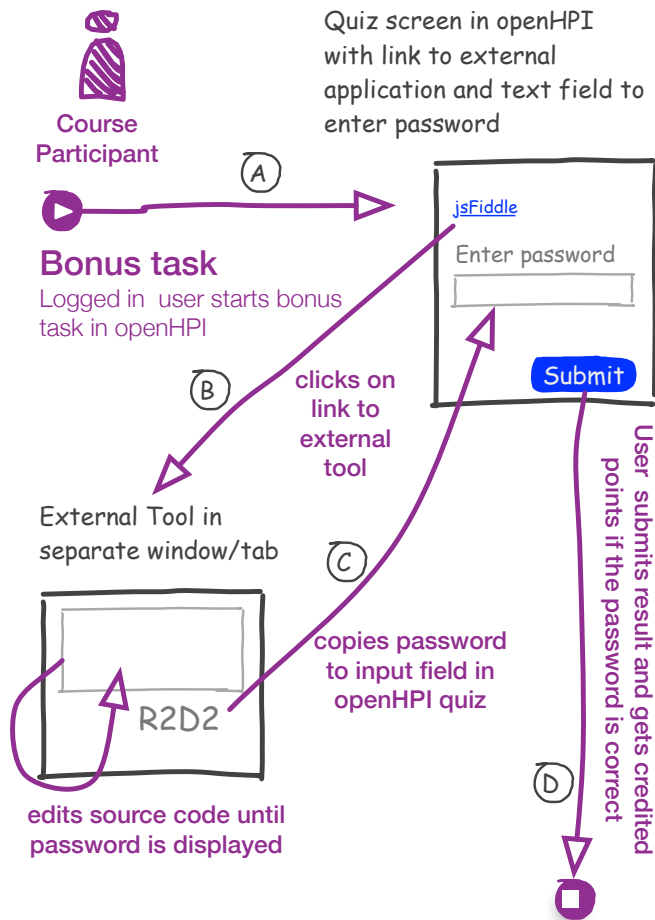 Course
Participant
Quiz screen in openHPI
with link to external
application and text field to
enter password
A
Bonus task
Logged in user starts bonus
task in openHPI
jsFiddle
Enter password
Submit
B
clicks on
link to
external
tool
External Tool in
separate window/tab
R2D2
edits source code until
password is displayed
C
copies password
to input field in
openHPI quiz
User submits result and gets credited
points if the password is correct
D